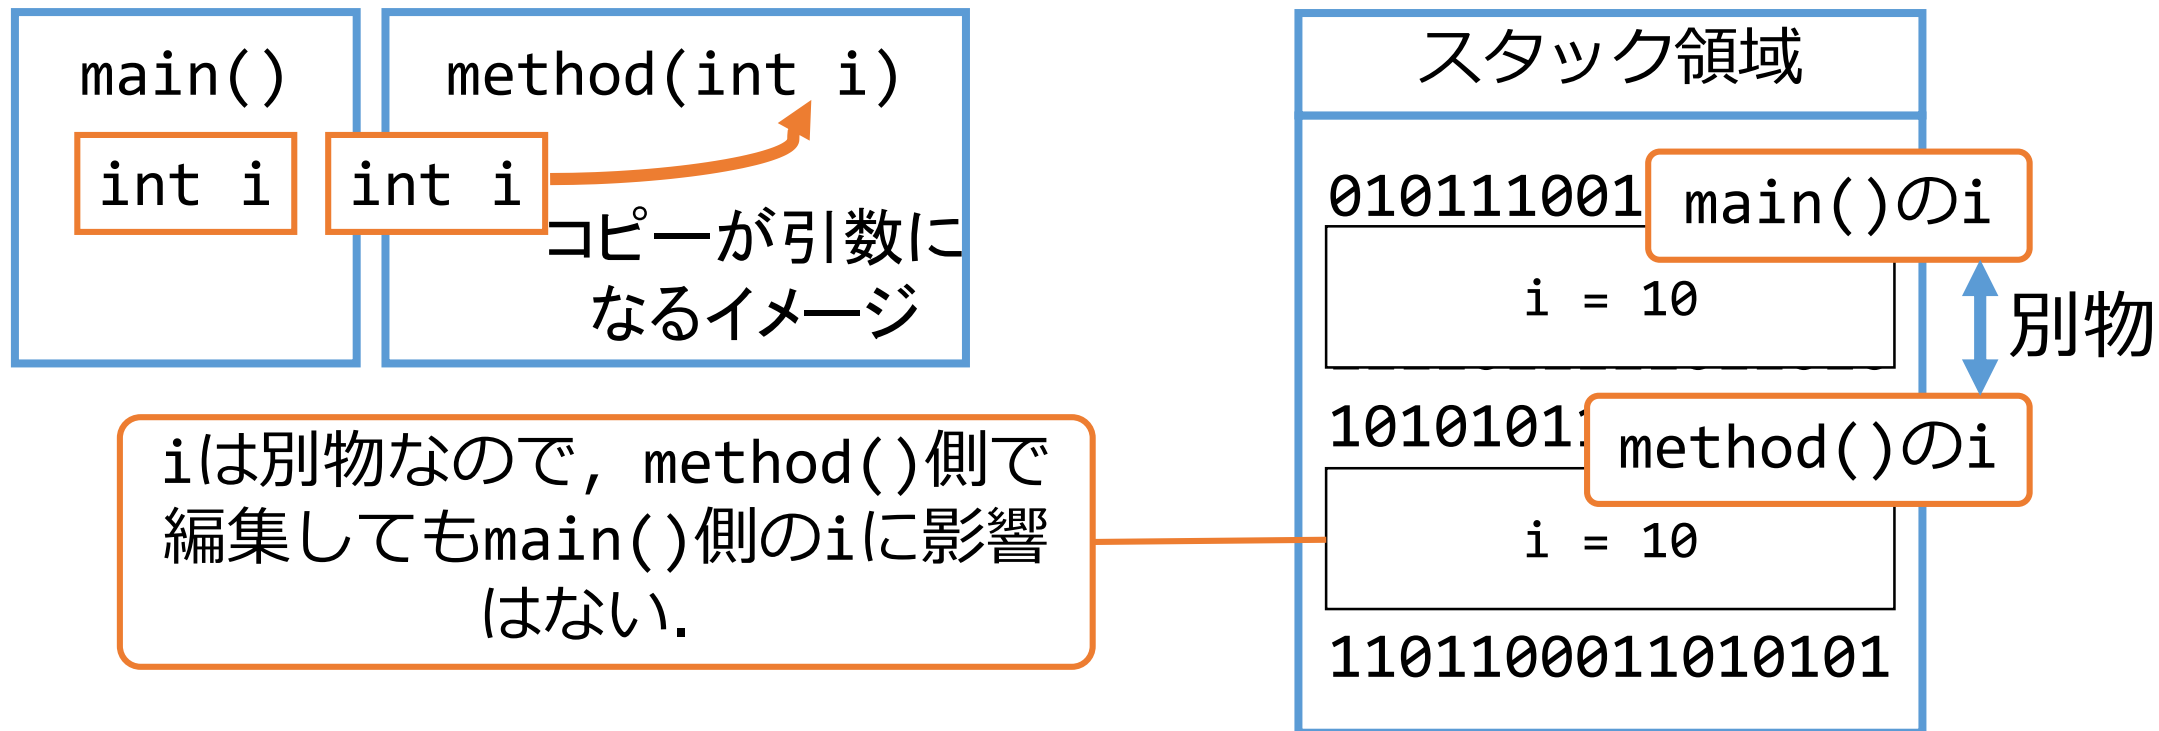 main()
int i
method(int i)
int i
コピーが引数に
なるイメージ
iは別物なので, method()側で
編集してもmain()側のiに影響
はない.
スタック領域
010111001
main()のi
i = 10
別物
1010101
method()のi
i = 10
1101100011010101